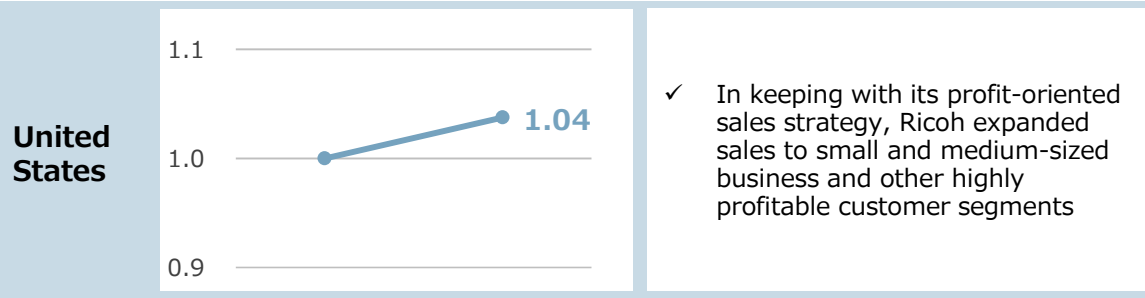 United
States
1.1
1.04
1.0
0.9
✓ In keeping with its profit-oriented
sales strategy, Ricoh expanded
sales to small and medium-sized
business and other highly
profitable customer segments